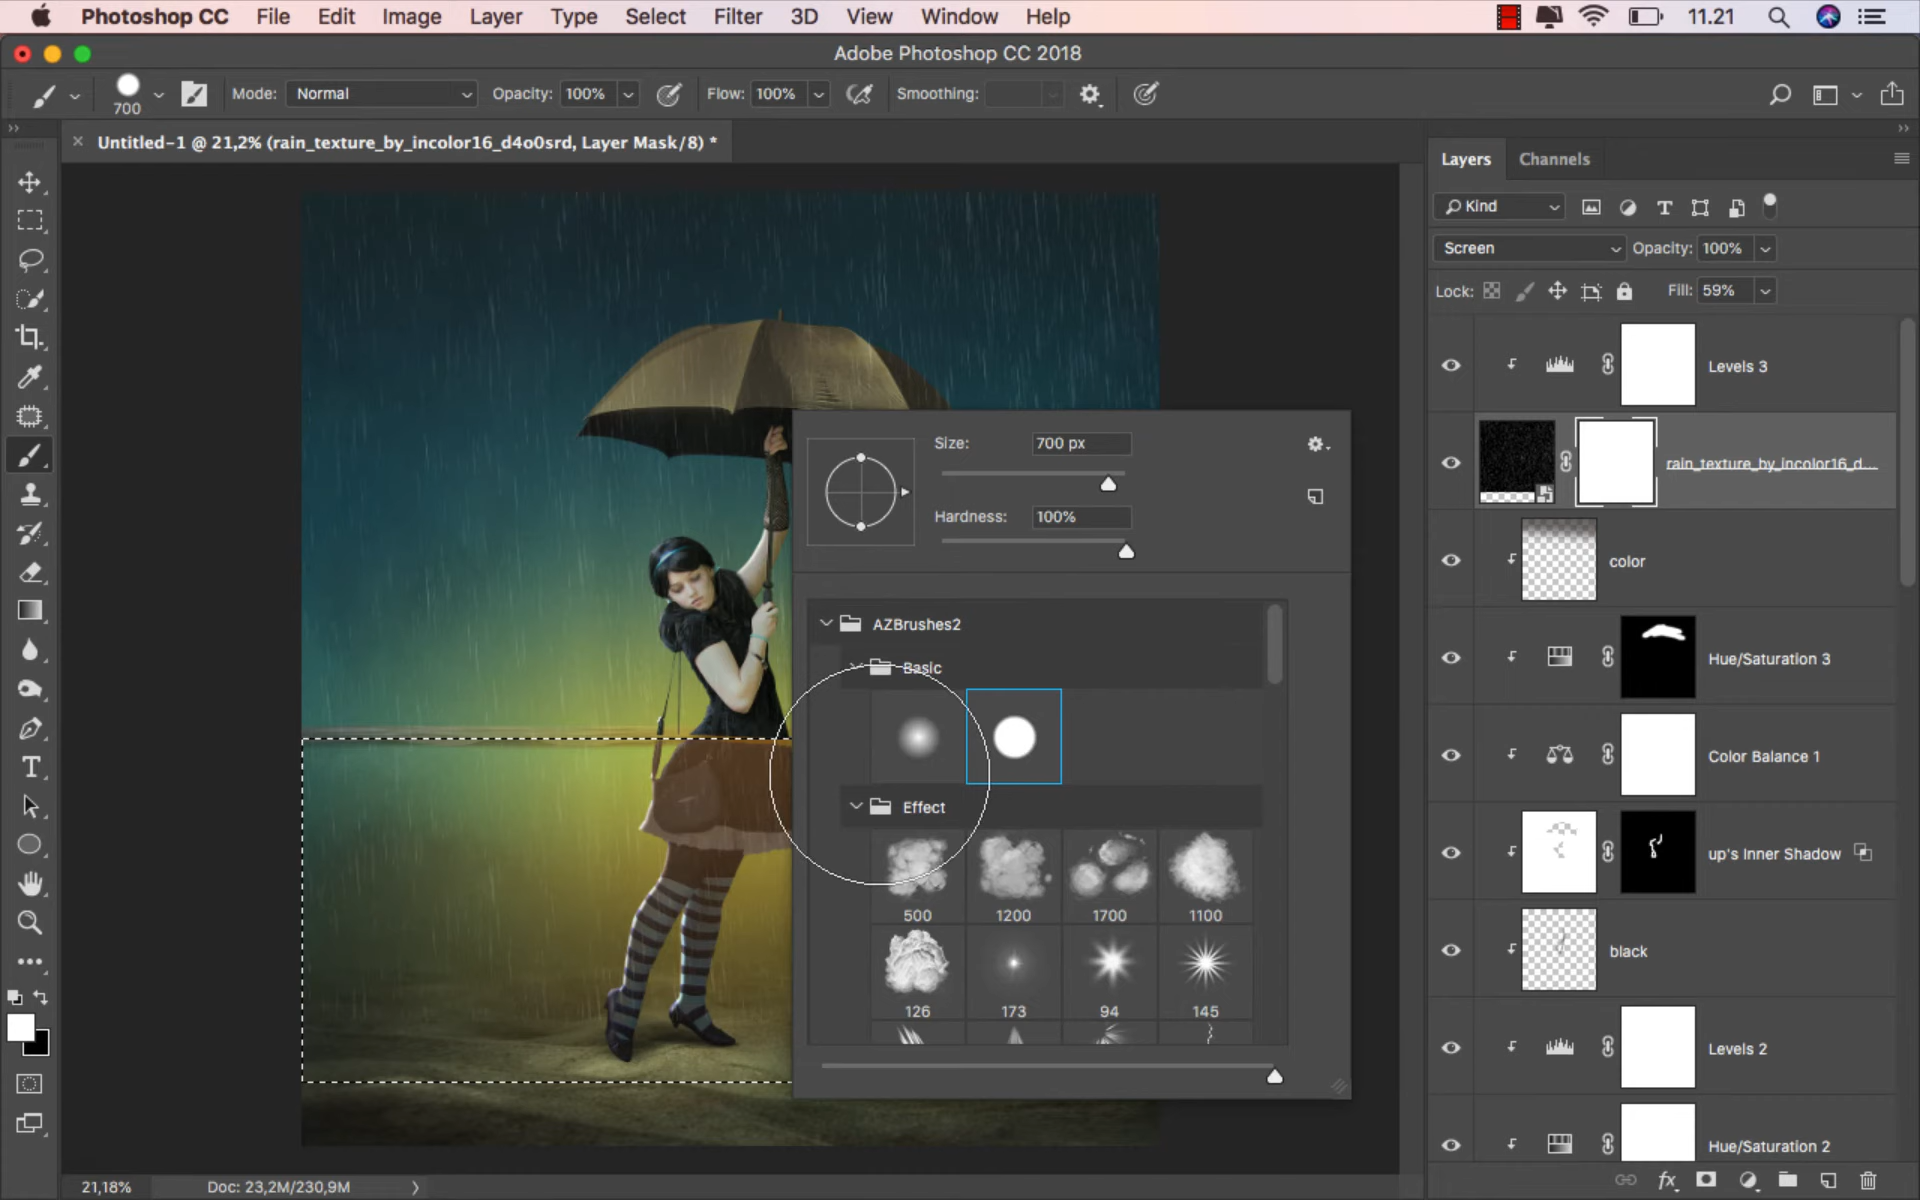 Photoshop CC File Edit Image Layer Type Select Filter 3D View Window Help 11.21
Adobe Photoshop CC 2018
700 Mode: Normal Opacity: 100% Flow: 100% Smoothing:
Untitled-1 @ 21,2% (rain_texture_by_incolor16_d4o0srd, Layer Mask/8) *
Layers Channels
Kind
Screen Opacity: 100%
Lock: Fill: 59%
Levels 3
rain_texture_by_incolor16_d...
color
Hue/Saturation 3
Color Balance 1
up's Inner Shadow
black
Levels 2
Hue/Saturation 2
Size: 700 px
Hardness: 100%
AZBrushes2
Basic
Effect
500 1200 1700 1100
126 173 94 145
21,18% Doc: 23,2M/230,9M